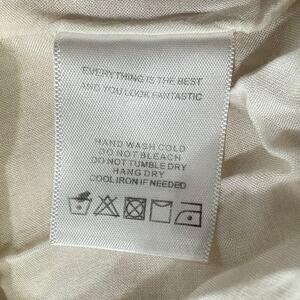 EVERYTHING IS THE BEST
AND YOU LOOK FANTASTIC
HAND WASH COLD
DO NOT BLEACH
DO NOT TUMBLE DRY
HANG DRY
COOL IRON IF NEEDED